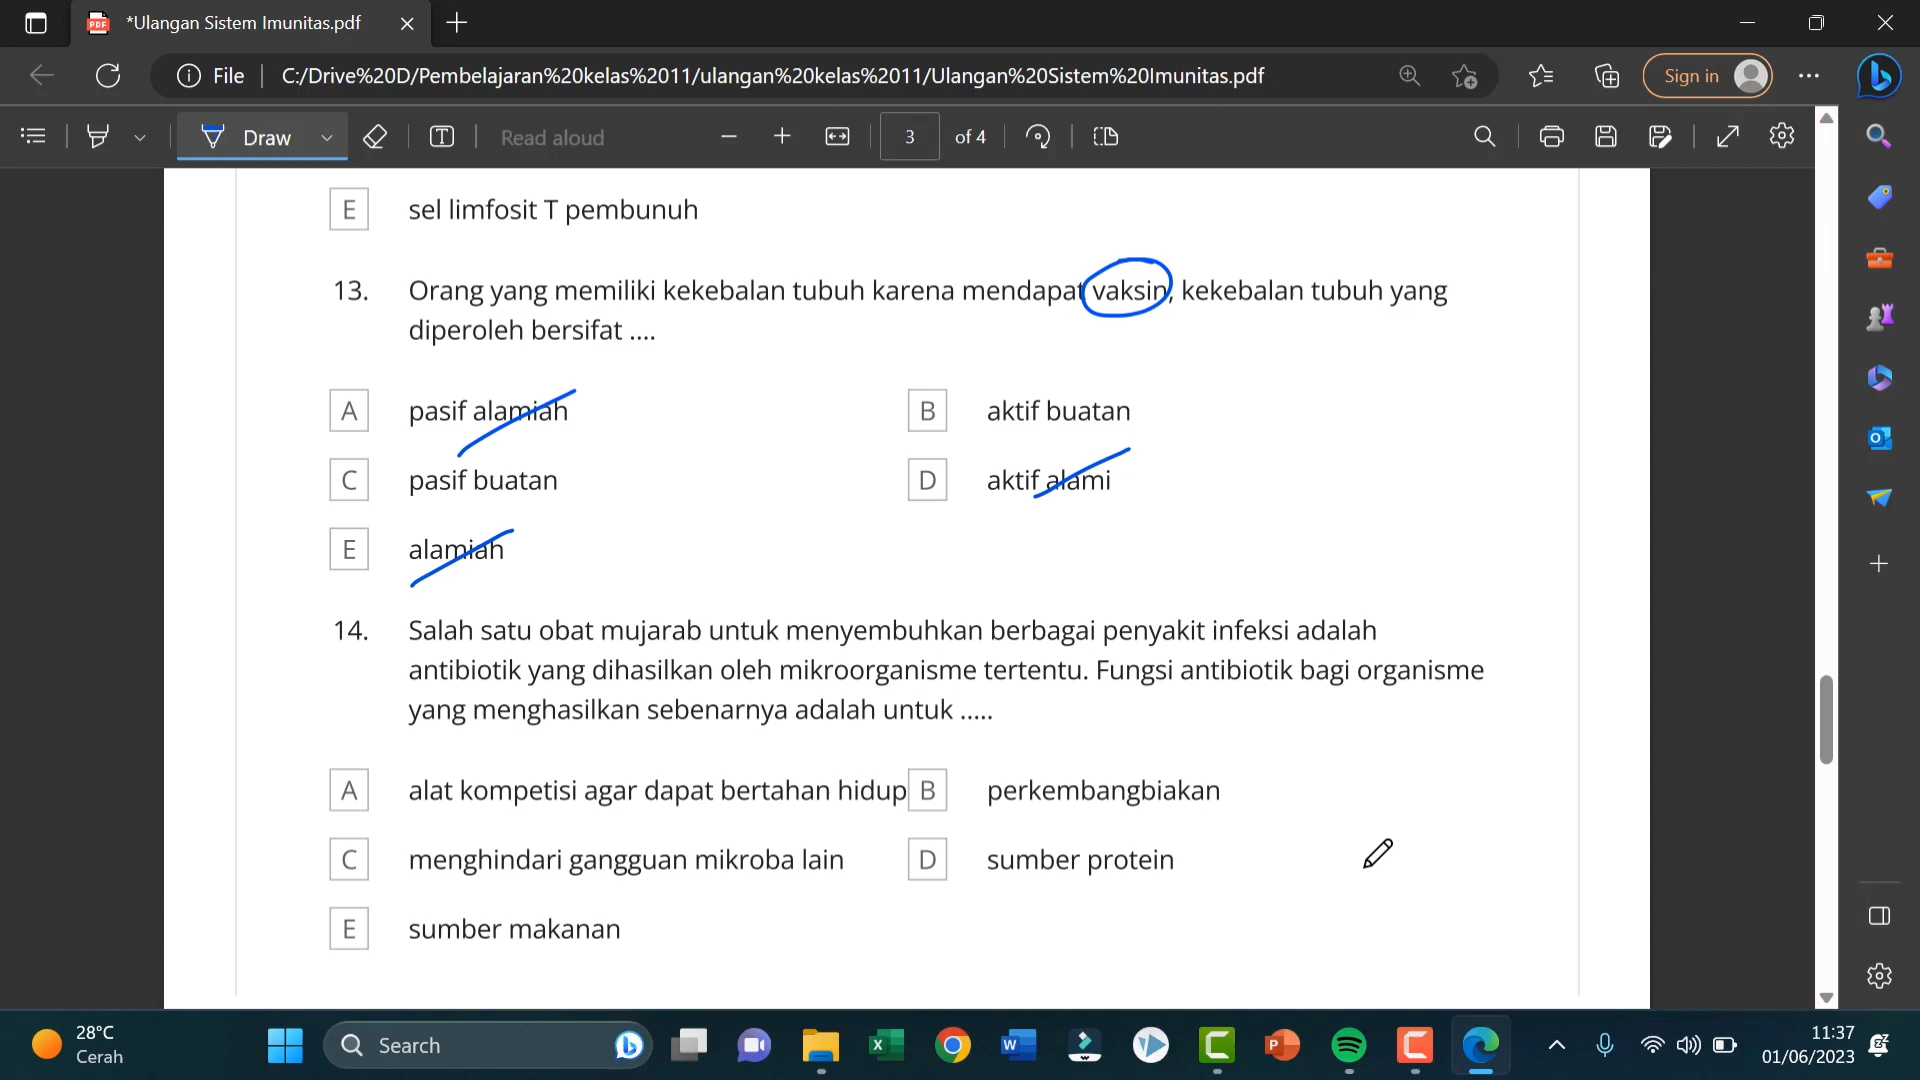 *Ulangan Sistem Imunitas.pdf
File
C:/Drive%20D/Pembelajaran%20kelas%2011/ulangan%20kelas%2011/Ulangan%20Sistem%20Imunitas.pdf
Sign in
Draw
Read aloud
3 of 4
E sel limfosit T pembunuh
13. Orang yang memiliki kekebalan tubuh karena mendapat vaksin, kekebalan tubuh yang
diperoleh bersifat ....
A pasif alamiah B aktif buatan
C pasif buatan D aktif alami
E alamiah
14. Salah satu obat mujarab untuk menyembuhkan berbagai penyakit infeksi adalah
antibiotik yang dihasilkan oleh mikroorganisme tertentu. Fungsi antibiotik bagi organisme
yang menghasilkan sebenarnya adalah untuk .....
A alat kompetisi agar dapat bertahan hidup B perkembangbiakan
C menghindari gangguan mikroba lain D sumber protein
E sumber makanan
28°C
Cerah
Search
11:37
01/06/2023